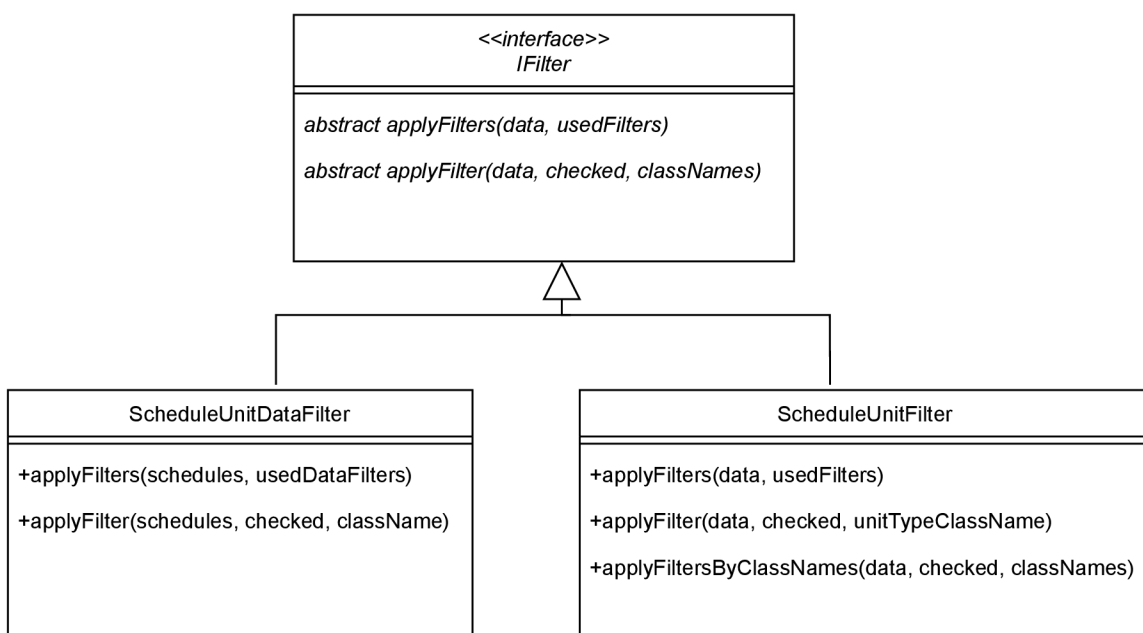 <<interface>>
IFilter
abstract applyFilters(data, usedFilters)
abstract applyFilter(data, checked, classNames)
ScheduleUnitDataFilter
+applyFilters(schedules, usedDataFilters)
+applyFilter(schedules, checked, className)
ScheduleUnitFilter
+applyFilters(data, usedFilters)
+applyFilter(data, checked, unitTypeClassName)
+applyFiltersByClassNames(data, checked, classNames)